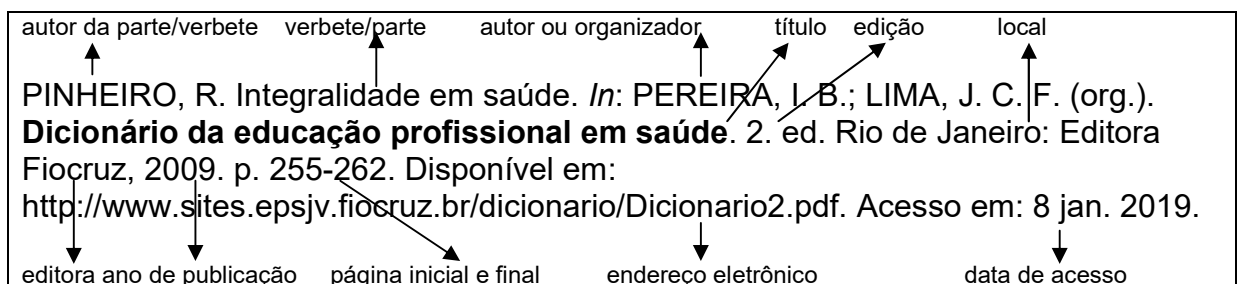 autor da parte/verbete verbete/parte autor ou organizador título edição local
PINHEIRO, R. Integralidade em saúde. In: PEREIRA, I. B.; LIMA, J. C. F. (org.).
Dicionário da educação profissional em saúde. 2. ed. Rio de Janeiro: Editora
Fiocruz, 2009. p. 255-262. Disponível em:
http://www.sites.epsjv.fiocruz.br/dicionario/Dicionario2.pdf. Acesso em: 8 jan. 2019.
editora ano de publicação página inicial e final endereço eletrônico data de acesso